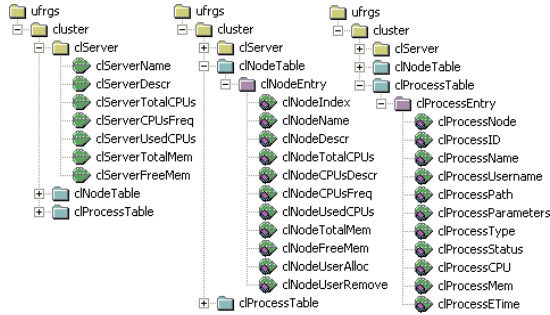 ufrgs
cluster
clServer
clServerName
clServerDescr
clServerTotalCPUs
clServerCPUsFreq
clServerUsedCPUs
clServerTotalMem
clServerFreeMem
clNodeTable
clProcessTable
ufrgs
cluster
clServer
clNodeTable
clNodeEntry
clNodeIndex
clNodeName
clNodeDescr
clNodeTotalCPUs
clNodeCPUsDescr
clNodeCPUsFreq
clNodeUsedCPUs
clNodeTotalMem
clNodeFreeMem
clNodeUserAlloc
clNodeUserRemove
clProcessTable
ufrgs
cluster
clServer
clNodeTable
clProcessTable
clProcessEntry
clProcessNode
clProcessID
clProcessName
clProcessUsername
clProcessPath
clProcessParameters
clProcessType
clProcessStatus
clProcessCPU
clProcessMem
clProcessETime